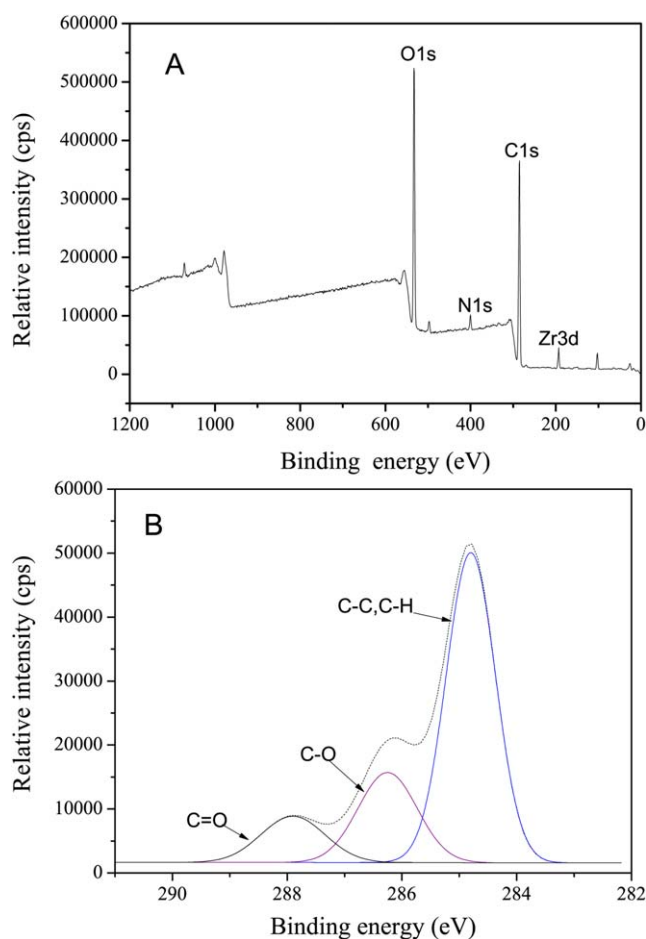 A
Relative intensity (cps)
600000
500000
400000
300000
200000
100000
0
O1s
C1s
N1s
Zr3d
1200 1000 800 600 400 200 0
Binding energy (eV)
B
Relative intensity (cps)
60000
50000
40000
30000
20000
10000
0
C-C,C-H
C-O
C=O
290 288 286 284 282
Binding energy (eV)